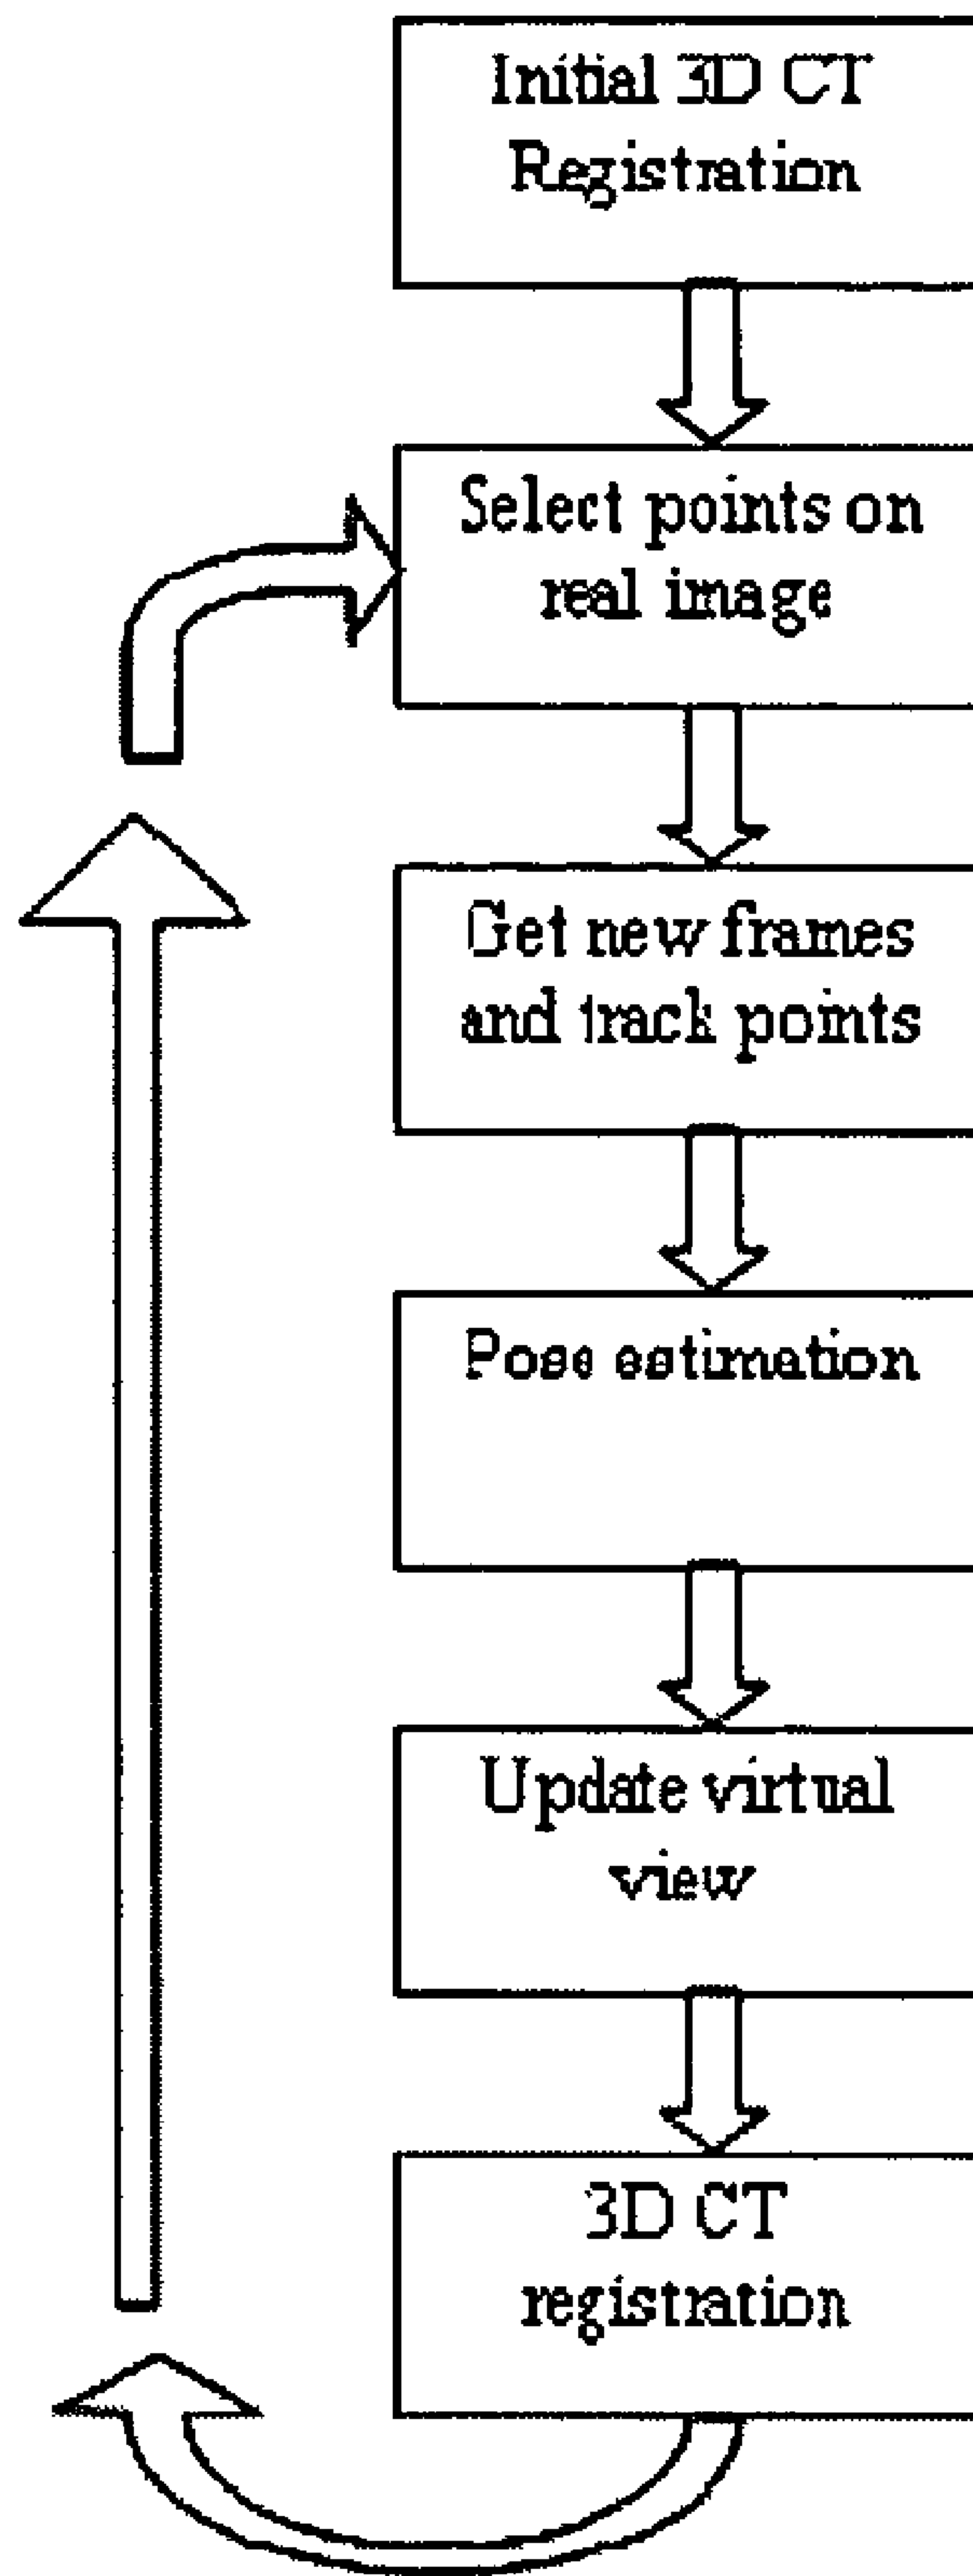 Initial 3D CT
Registration
Select points on
real image
Get new frames
and track points
Pose estimation
Update virtual
view
3D CT
registration